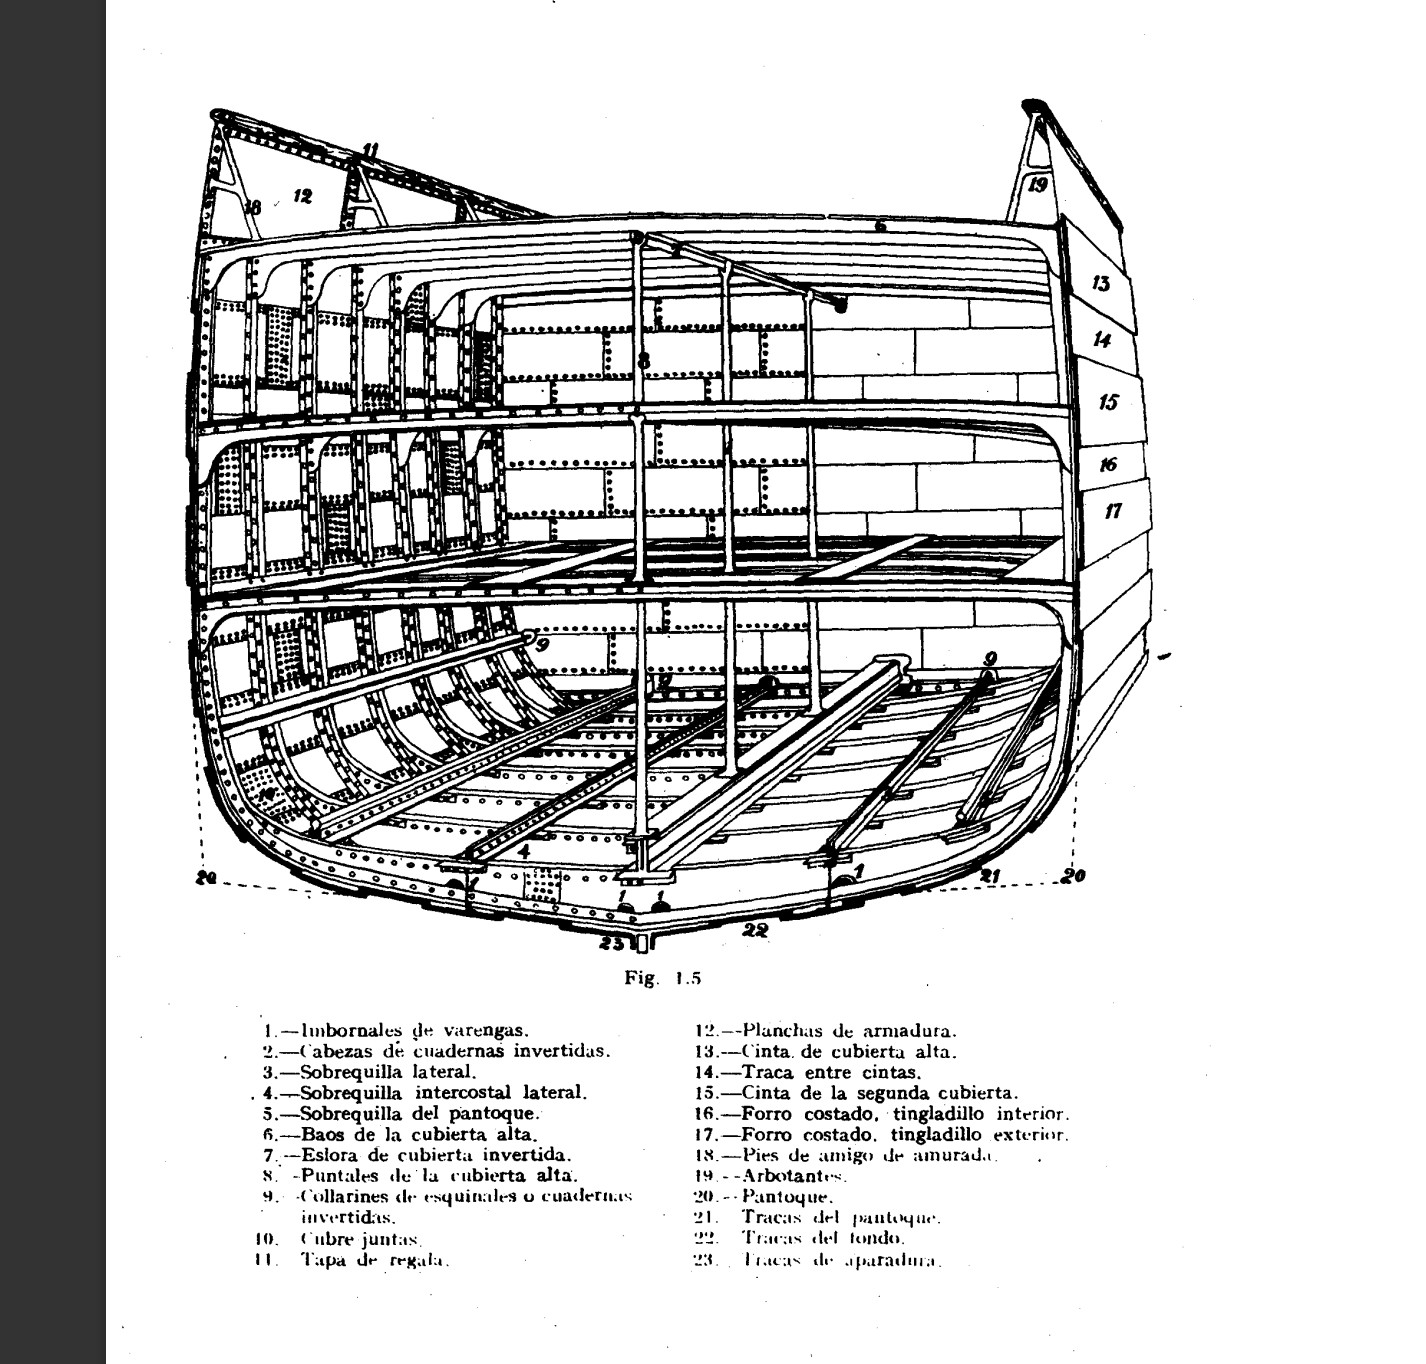 11
12
18
19
6
7
13
8
14
15
16
17
9
9
10
4
1
1
20
21
20
1
1
22
23
Fig. 1.5
1.—Imbornales de varengas.
2.—Cabezas de cuadernas invertidas.
3.—Sobrequilla lateral.
4.—Sobrequilla intercostal lateral.
5.—Sobrequilla del pantoque.
6.—Baos de la cubierta alta.
7.—Eslora de cubierta invertida.
8. -Puntales de la cubierta alta.
9. -Collarines de esquinales o cuadernas
invertidas.
10. Cubre juntas.
11. Tapa de regala.
12.--Planchas de armadura.
13.—Cinta de cubierta alta.
14.—Traca entre cintas.
15.—Cinta de la segunda cubierta.
16.—Forro costado, tingladillo interior.
17.—Forro costado. tingladillo exterior.
18.—Pies de amigo de amurada.
19.--Arbotantes.
20.--Pantoque.
21. Tracas del pantoque.
22. Tracas del fondo.
23. Tracas de aparadura.